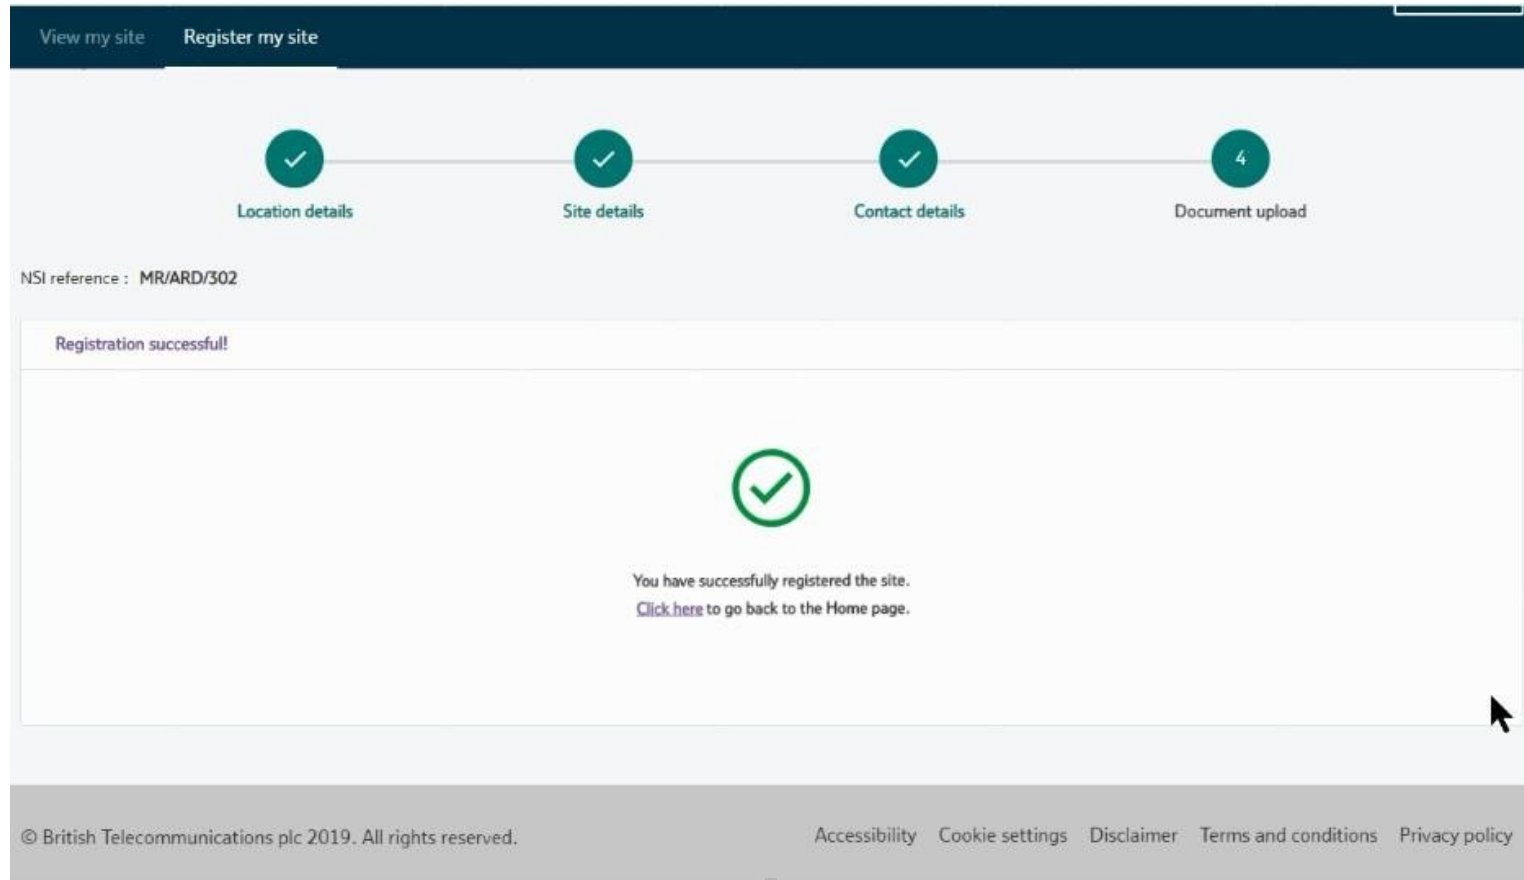 View my site Register my site
4
Location details Site details Contact details Document upload
NSI reference : MR/ARD/302
Registration successful!
You have successfully registered the site.
Click here to go back to the Home page.
© British Telecommunications plc 2019. All rights reserved. Accessibility Cookie settings Disclaimer Terms and conditions Privacy policy